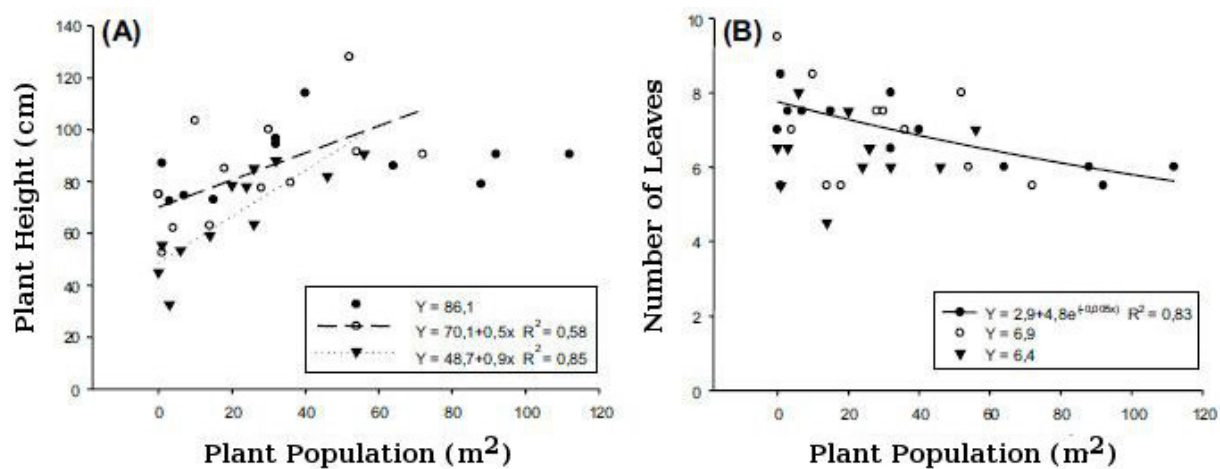 (A)
Plant Height (cm)
140
120
100
80
60
40
20
0
Y = 86,1
Y = 70,1+0,5x R² = 0,58
Y = 48,7+0,9x R² = 0,85
0 20 40 60 80 100 120
Plant Population (m²)
(B)
Number of Leaves
10
8
6
4
2
0
Y = 2,9+4,8e(-0,005x) R² = 0,83
Y = 6,9
Y = 6,4
0 20 40 60 80 100 120
Plant Population (m²)